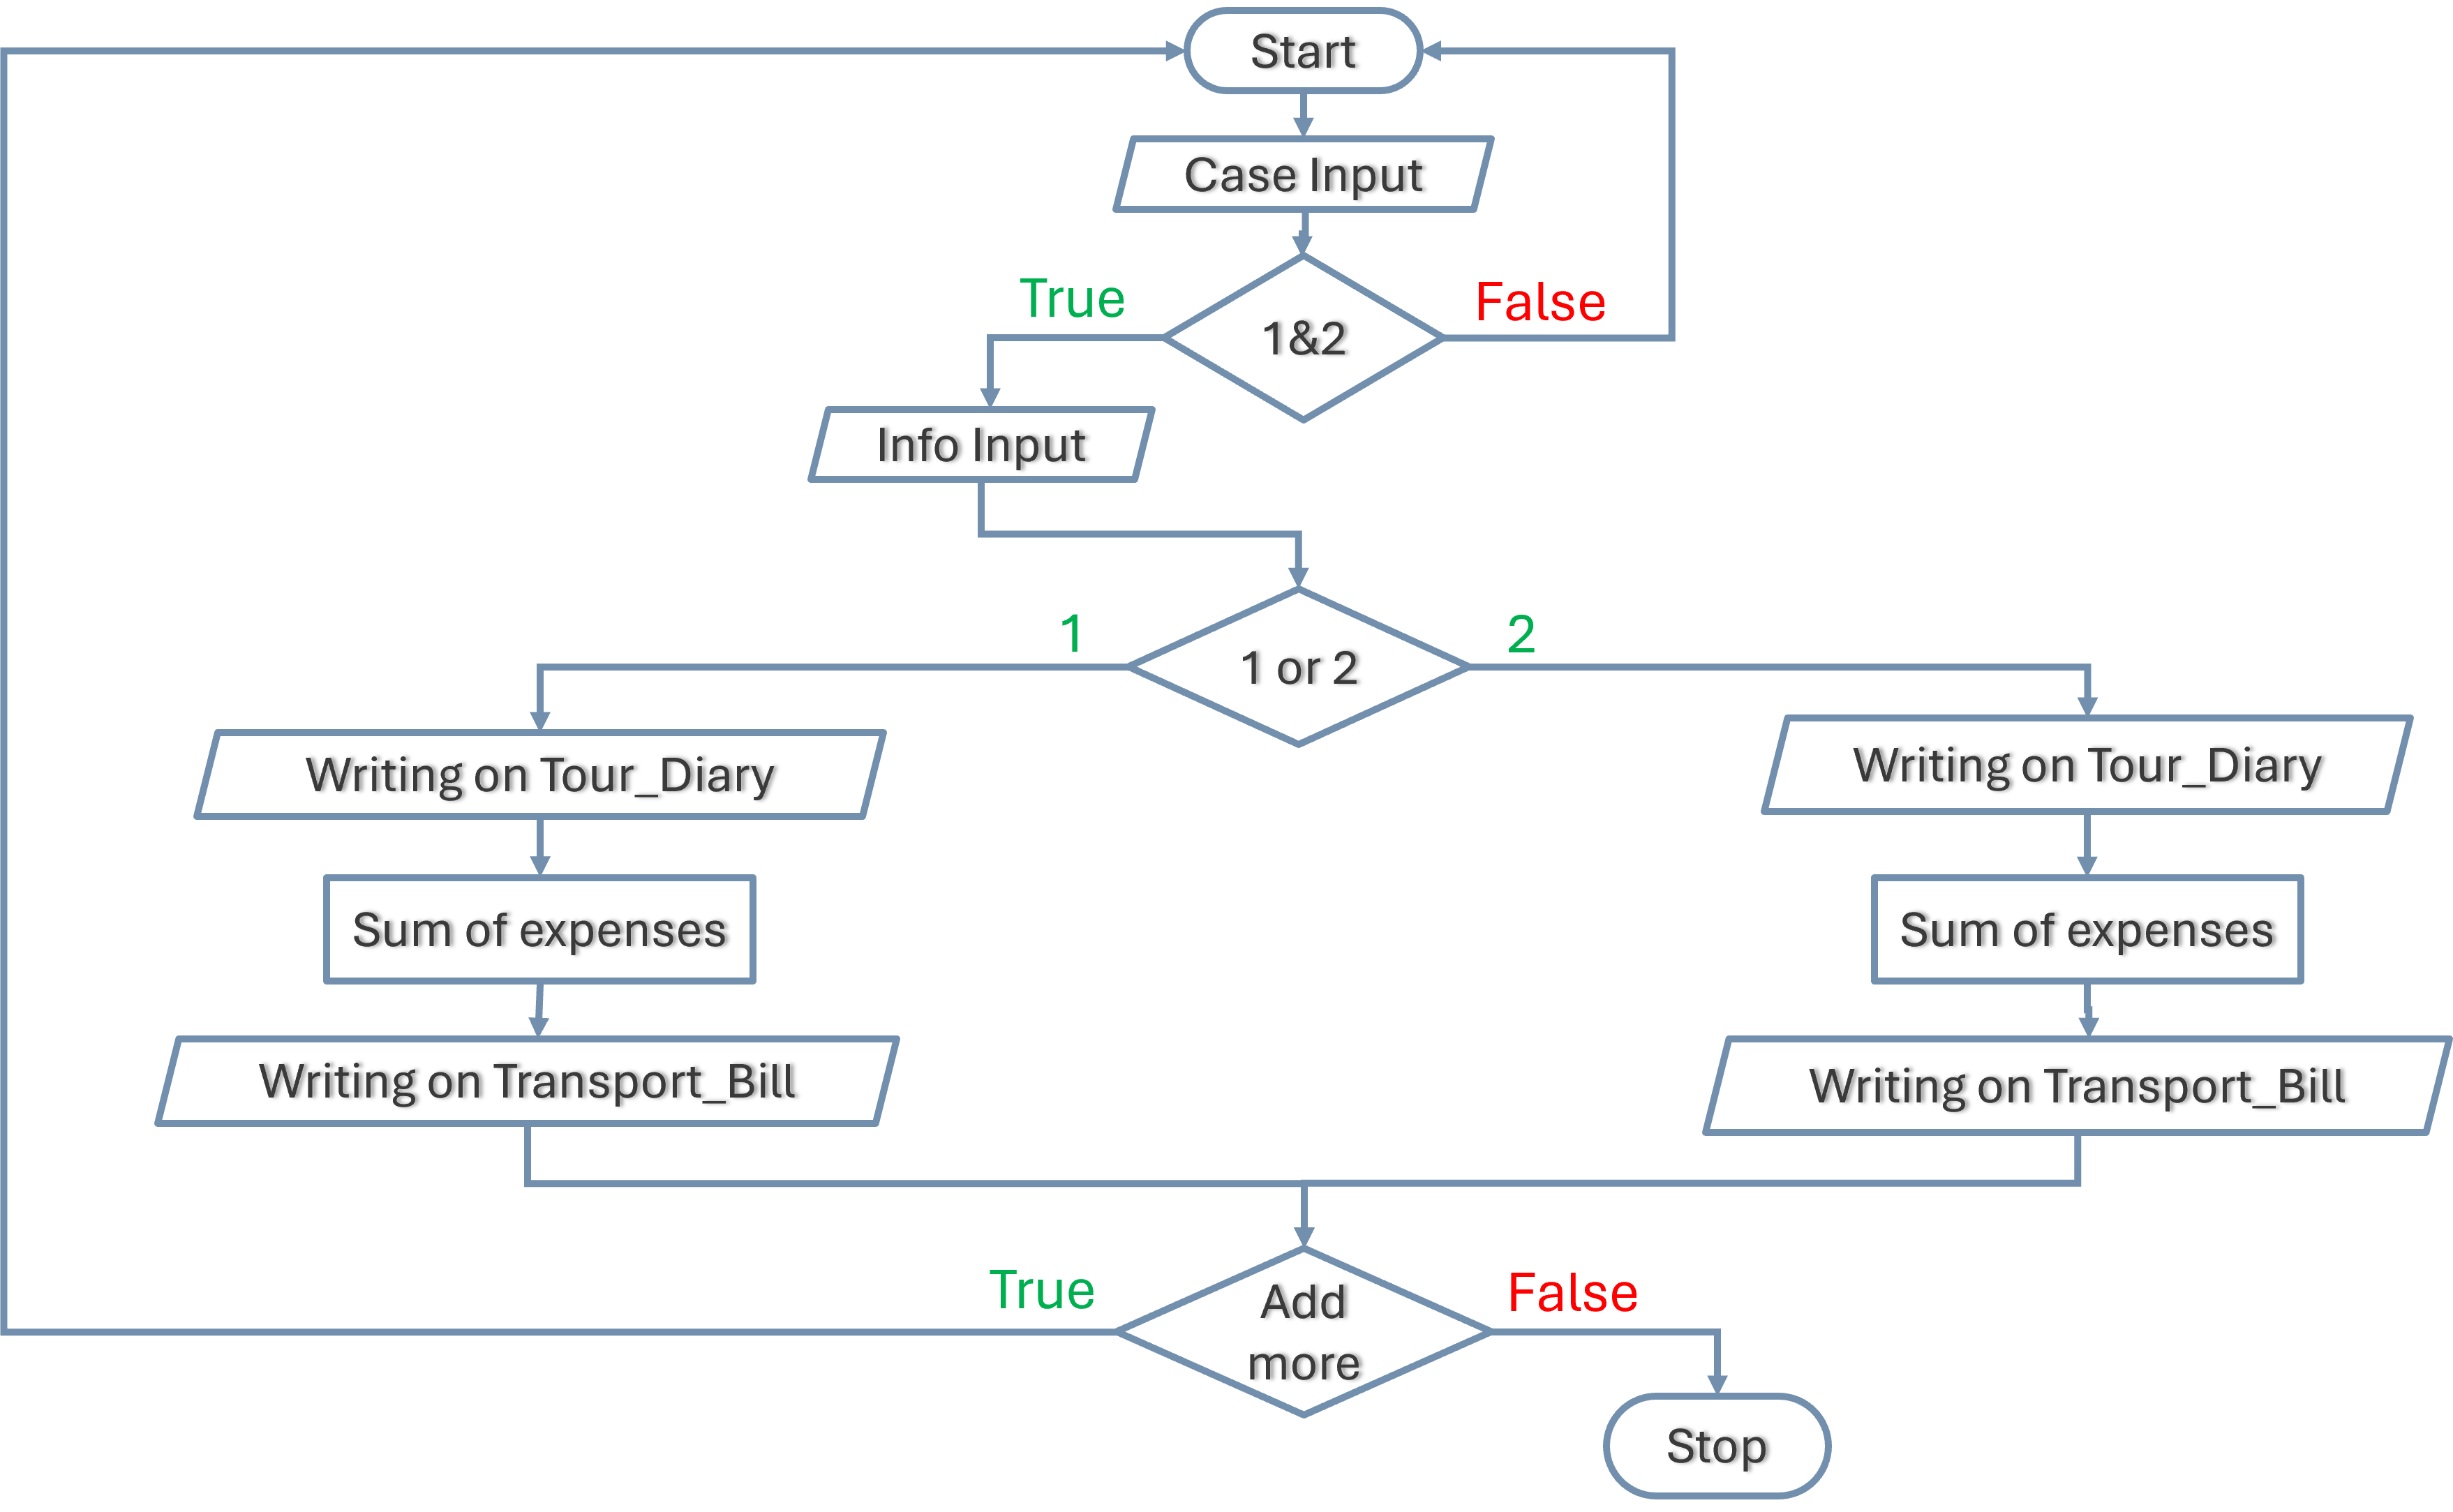 Start
Case Input
True
False
1&2
Info Input
1
2
1 or 2
Writing on Tour_Diary
Writing on Tour_Diary
Sum of expenses
Sum of expenses
Writing on Transport_Bill
Writing on Transport_Bill
True
False
Add
more
Stop